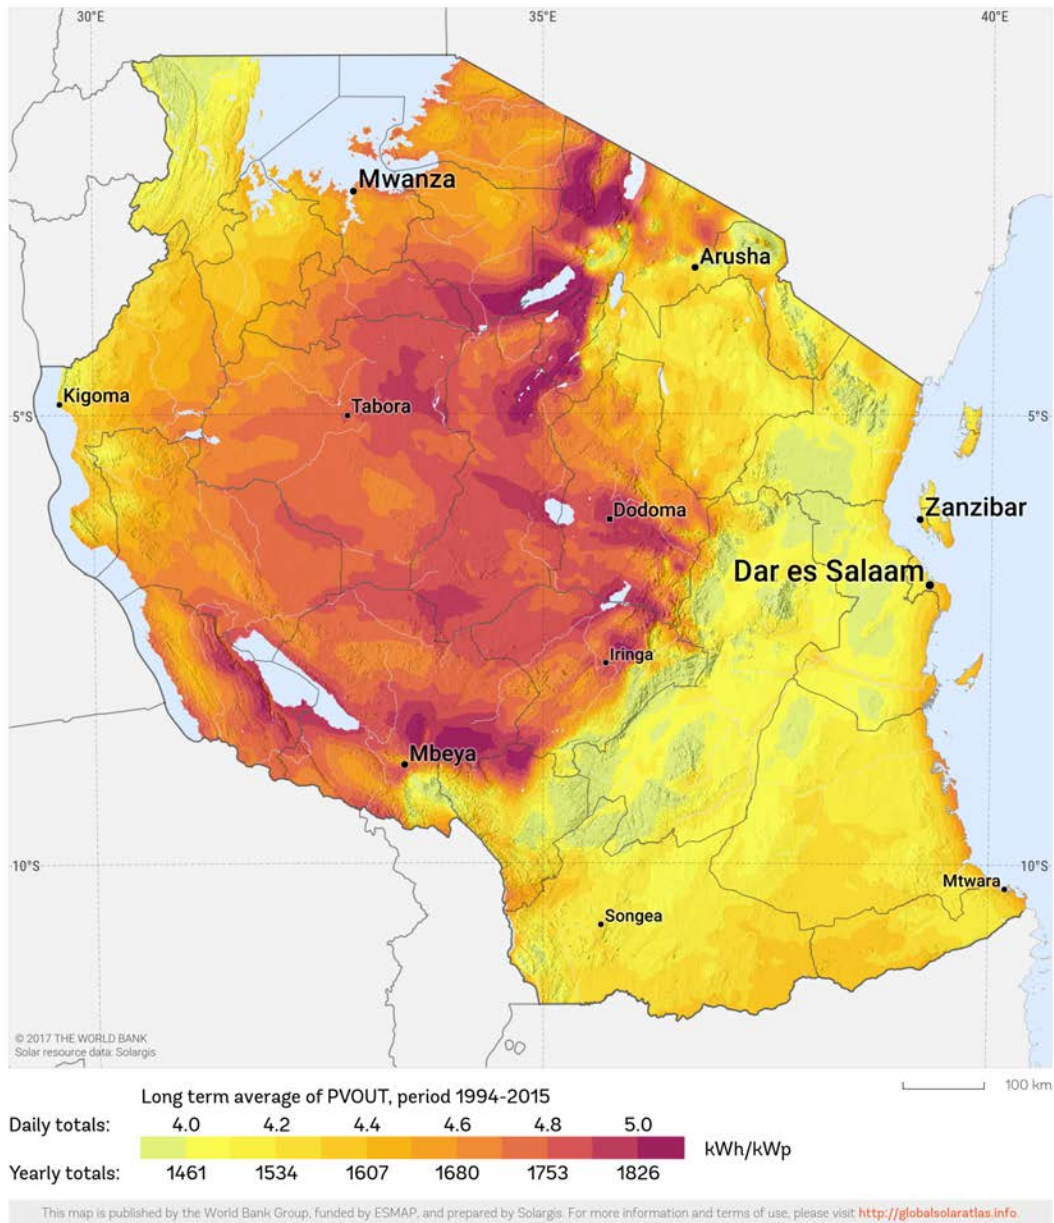 30°E 35°E 40°E
Mwanza
Arusha
Kigoma
Tabora
5°S 5°S
Dodoma
Zanzibar
Dar es Salaam
Iringa
Mbeya
10°S 10°S
Mtwara
Songea
© 2017 THE WORLD BANK
Solar resource data: Solargis
100 km
Long term average of PVOUT, period 1994-2015
Daily totals: 4.0 4.2 4.4 4.6 4.8 5.0
kWh/kWp
Yearly totals: 1461 1534 1607 1680 1753 1826
This map is published by the World Bank Group, funded by ESMAP, and prepared by Solargis. For more information and terms of use, please visit http://globalsolaratlas.info.